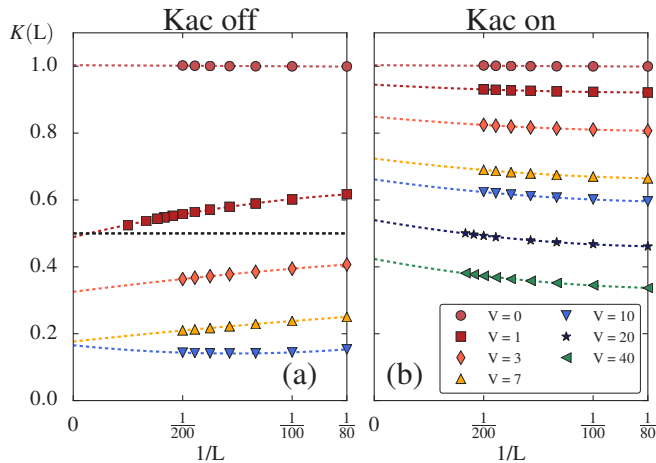 Kac off
Kac on
K(L)
1.0
0.8
0.6
0.4
0.2
0.0
(a)
(b)
V = 0
V = 1
V = 3
V = 7
V = 10
V = 20
V = 40
0
1/200
1/100
1/80
1/L
0
1/200
1/100
1/80
1/L